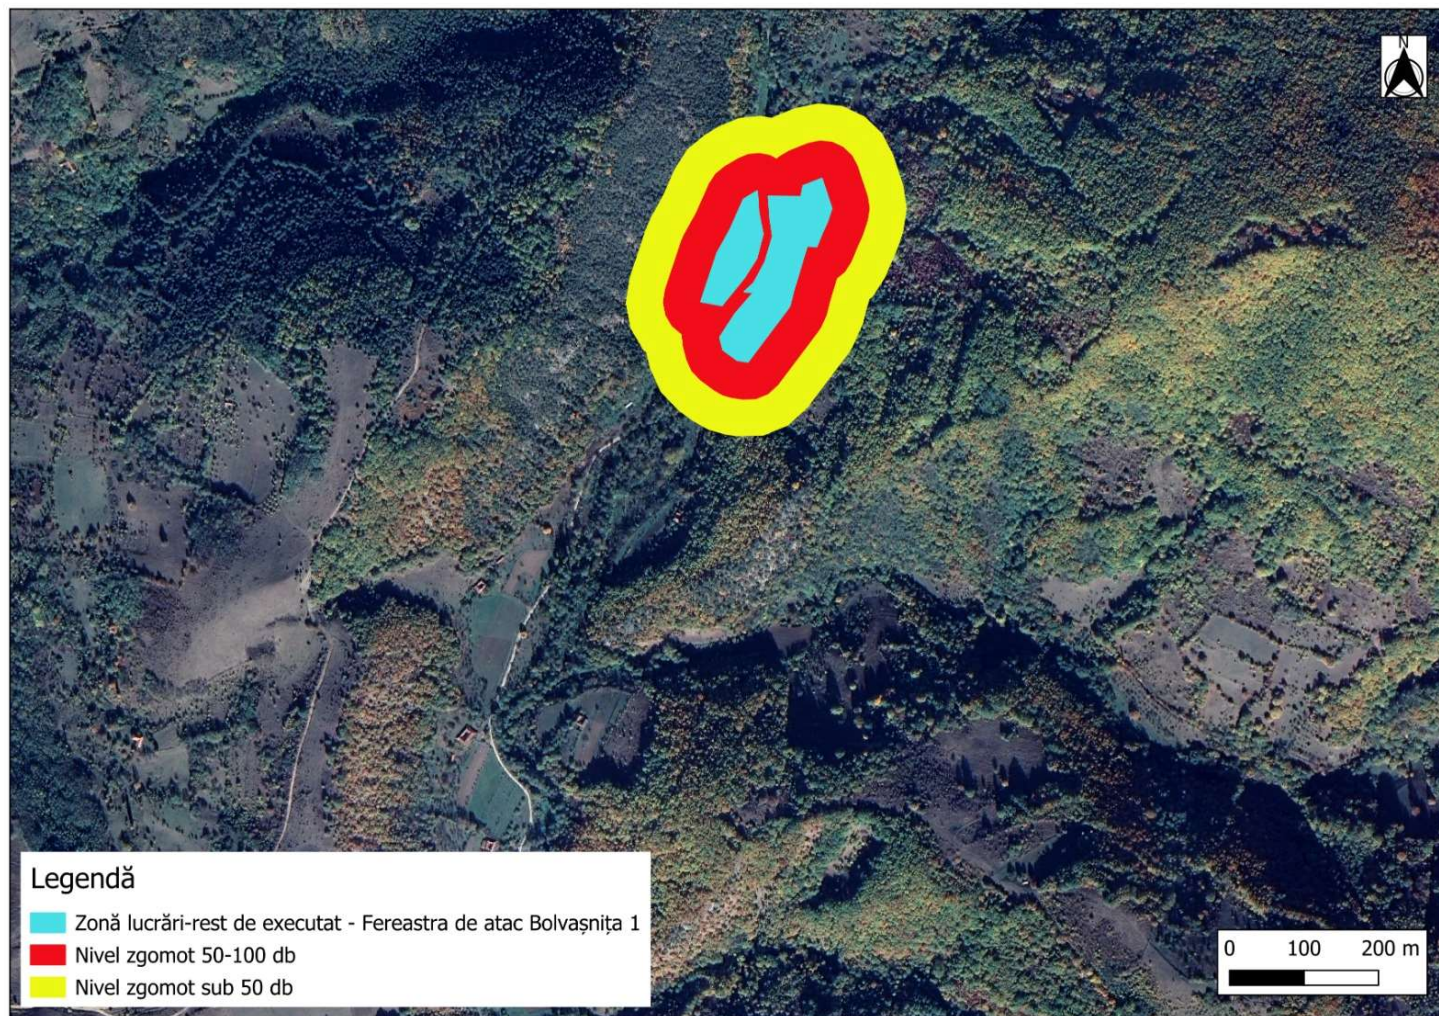 N
Legendă
Zonă lucrări-rest de executat - Fereastra de atac Bolvașnița 1
Nivel zgomot 50-100 db
Nivel zgomot sub 50 db
0 100 200 m